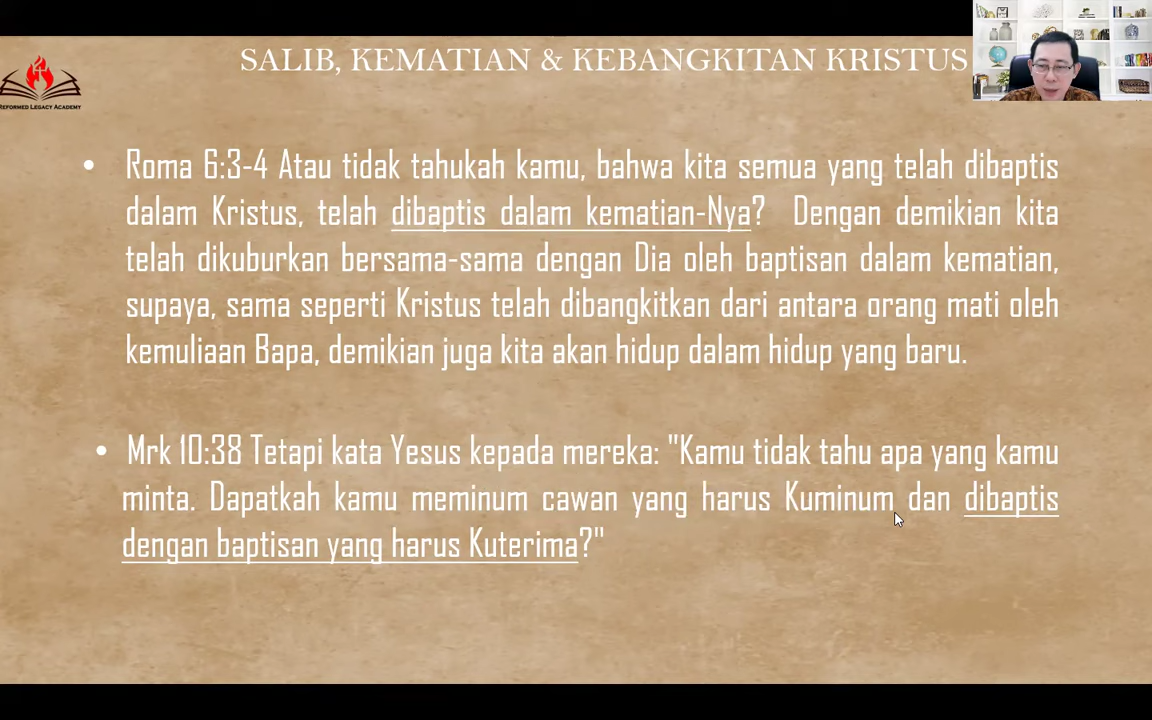 SALIB, KEMATIAN & KEBANGKITAN KRISTUS
REFORMED LEGACY ACADEMY
• Roma 6:3-4 Atau tidak tahukah kamu, bahwa kita semua yang telah dibaptis
dalam Kristus, telah dibaptis dalam kematian-Nya? Dengan demikian kita
telah dikuburkan bersama-sama dengan Dia oleh baptisan dalam kematian,
supaya, sama seperti Kristus telah dibangkitkan dari antara orang mati oleh
kemuliaan Bapa, demikian juga kita akan hidup dalam hidup yang baru.
• Mrk 10:38 Tetapi kata Yesus kepada mereka: "Kamu tidak tahu apa yang kamu
minta. Dapatkah kamu meminum cawan yang harus Kuminum dan dibaptis
dengan baptisan yang harus Kuterima?"